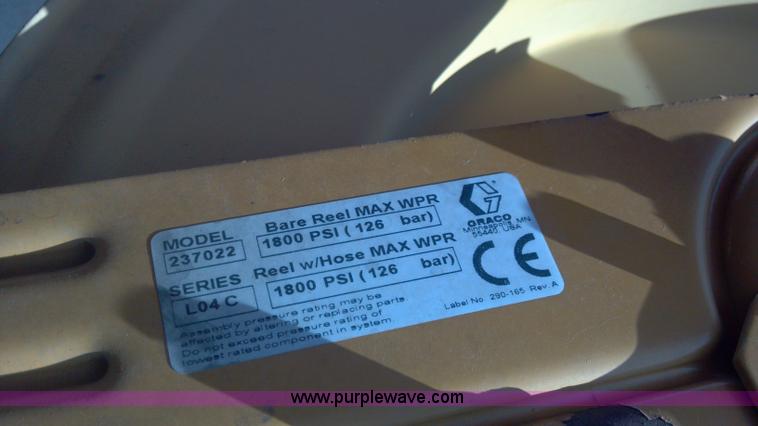 MODEL
237022
SERIES
L04 C
Bare Reel MAX WPR
1800 PSI ( 126 bar)
Reel w/Hose MAX WPR
1800 PSI ( 126 bar)
Assembly pressure rating may be
affected by altering or replacing parts.
Do not exceed pressure rating of
lowest rated component in system.
G
GRACO
Minneapolis, MN
55440, USA
CE
Label No. 290-165 Rev. A
www.purplewave.com